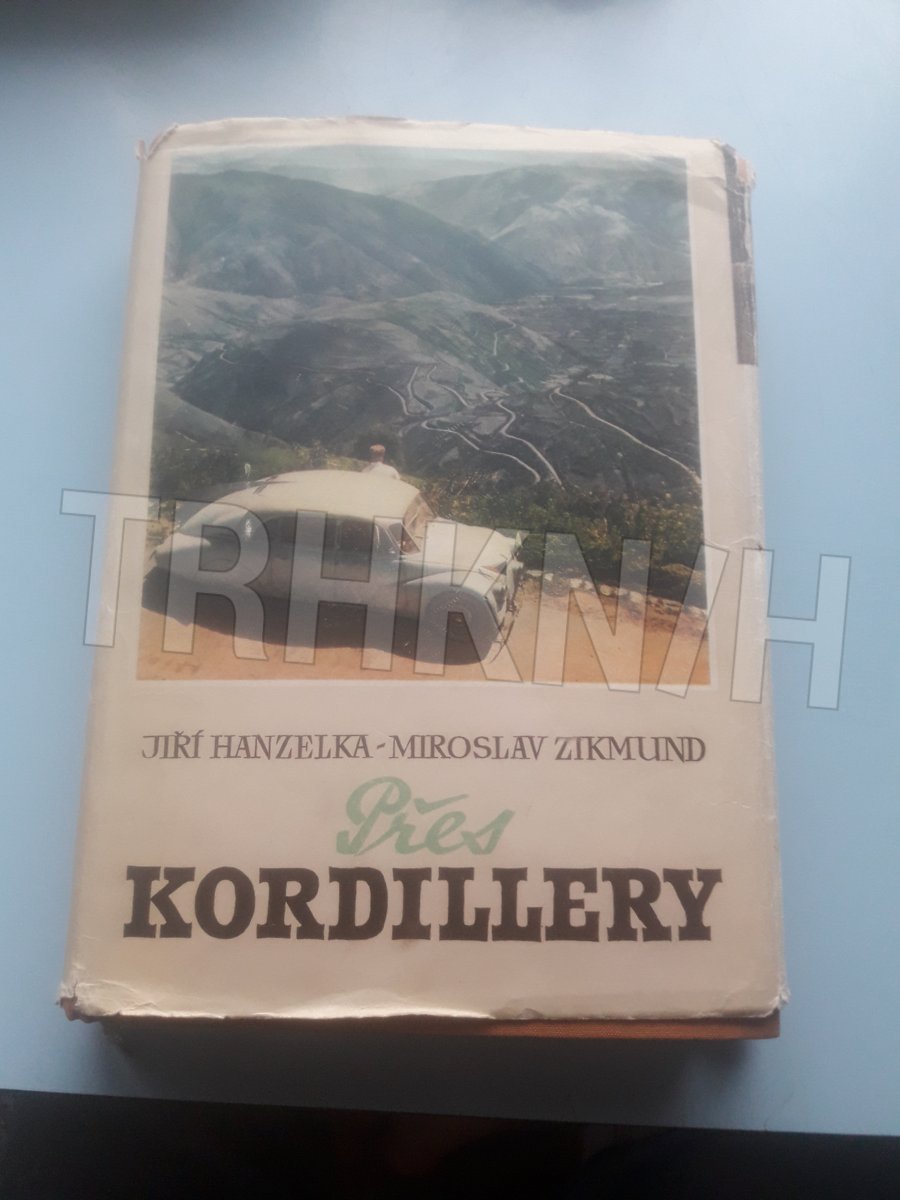 TRHKNIH
JIŘÍ HANZELKA - MIROSLAV ZIKMUND
Přes
KORDILLERY